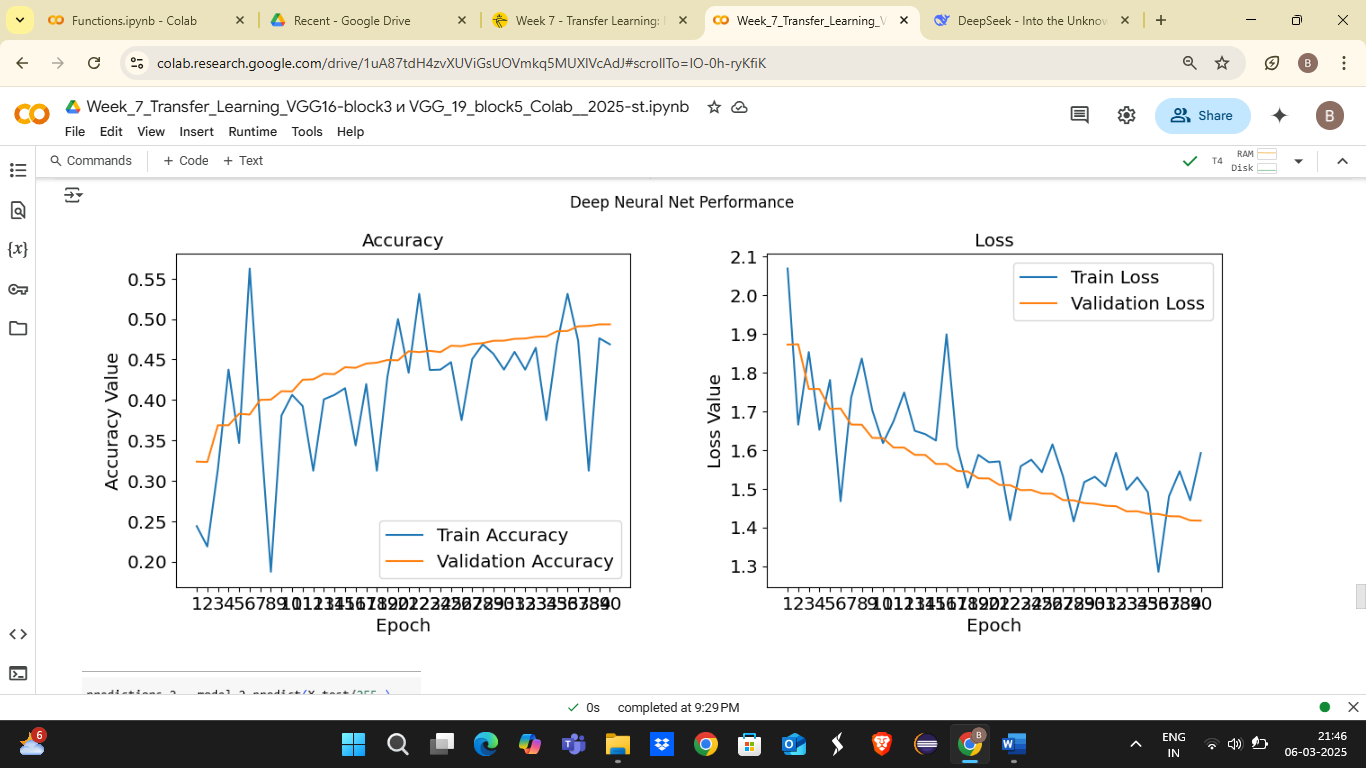 Functions.ipynb - Colab
Recent - Google Drive
Week 7 - Transfer Learning:
Week_7_Transfer_Learning_V
DeepSeek - Into the Unknow
colab.research.google.com/drive/1uA87tdH4zvXUViGsUOVmkq5MUXlVcAdJ#scrollTo=IO-0h-ryKfiK
B
Week_7_Transfer_Learning_VGG16-block3 и VGG_19_block5_Colab__2025-st.ipynb
File Edit View Insert Runtime Tools Help
Share
B
Commands + Code + Text
T4 RAM
Disk
Deep Neural Net Performance
Accuracy
Accuracy Value
0.55
0.50
0.45
0.40
0.35
0.30
0.25
0.20
Train Accuracy
Validation Accuracy
Epoch
Loss
Loss Value
2.1
2.0
1.9
1.8
1.7
1.6
1.5
1.4
1.3
Train Loss
Validation Loss
Epoch
0s completed at 9:29 PM
6
B
ENG
IN
21:46
06-03-2025